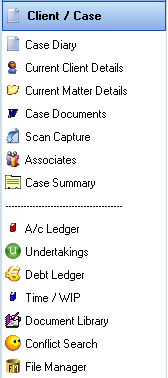 Client / Case
Case Diary
Current Client Details
Current Matter Details
Case Documents
Scan Capture
Associates
Case Summary
--------------------------------
A/c Ledger
Undertakings
Debt Ledger
Time / WIP
Document Library
Conflict Search
File Manager